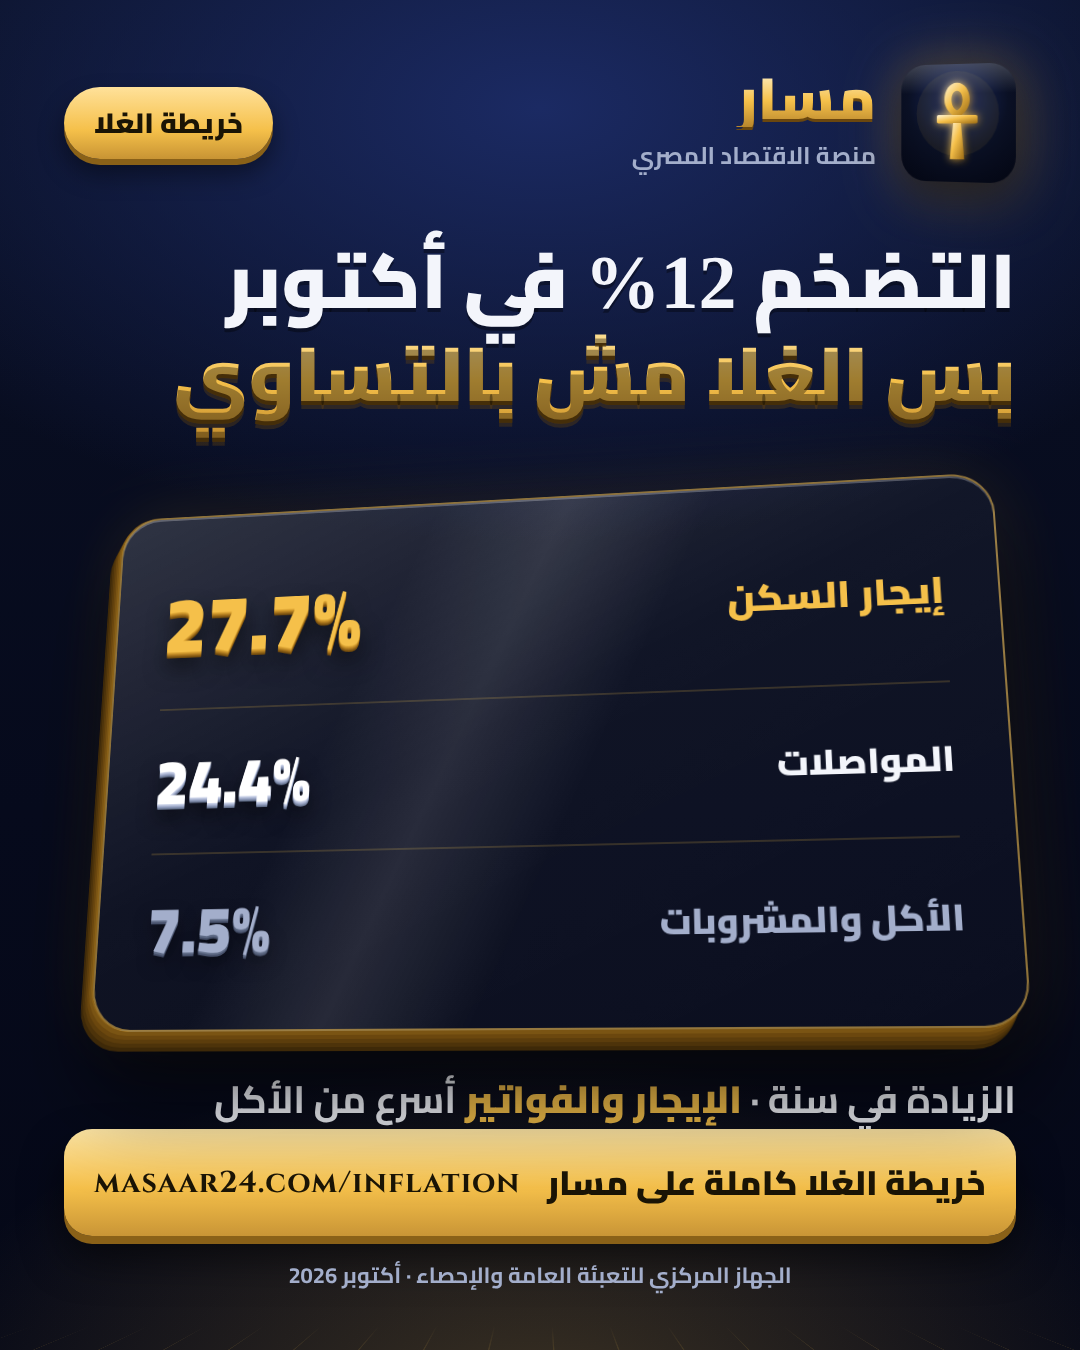 مسار
منصة الاقتصاد المصري
خريطة الغلا
التضخم 12% في أكتوبر
بس الغلا مش بالتساوي
إيجار السكن 27.7%
المواصلات 24.4%
الأكل والمشروبات 7.5%
الزيادة في سنة · الإيجار والفواتير أسرع من الأكل
خريطة الغلا كاملة على مسار MASAAR24.COM/INFLATION
الجهاز المركزي للتعبئة العامة والإحصاء · أكتوبر 2026